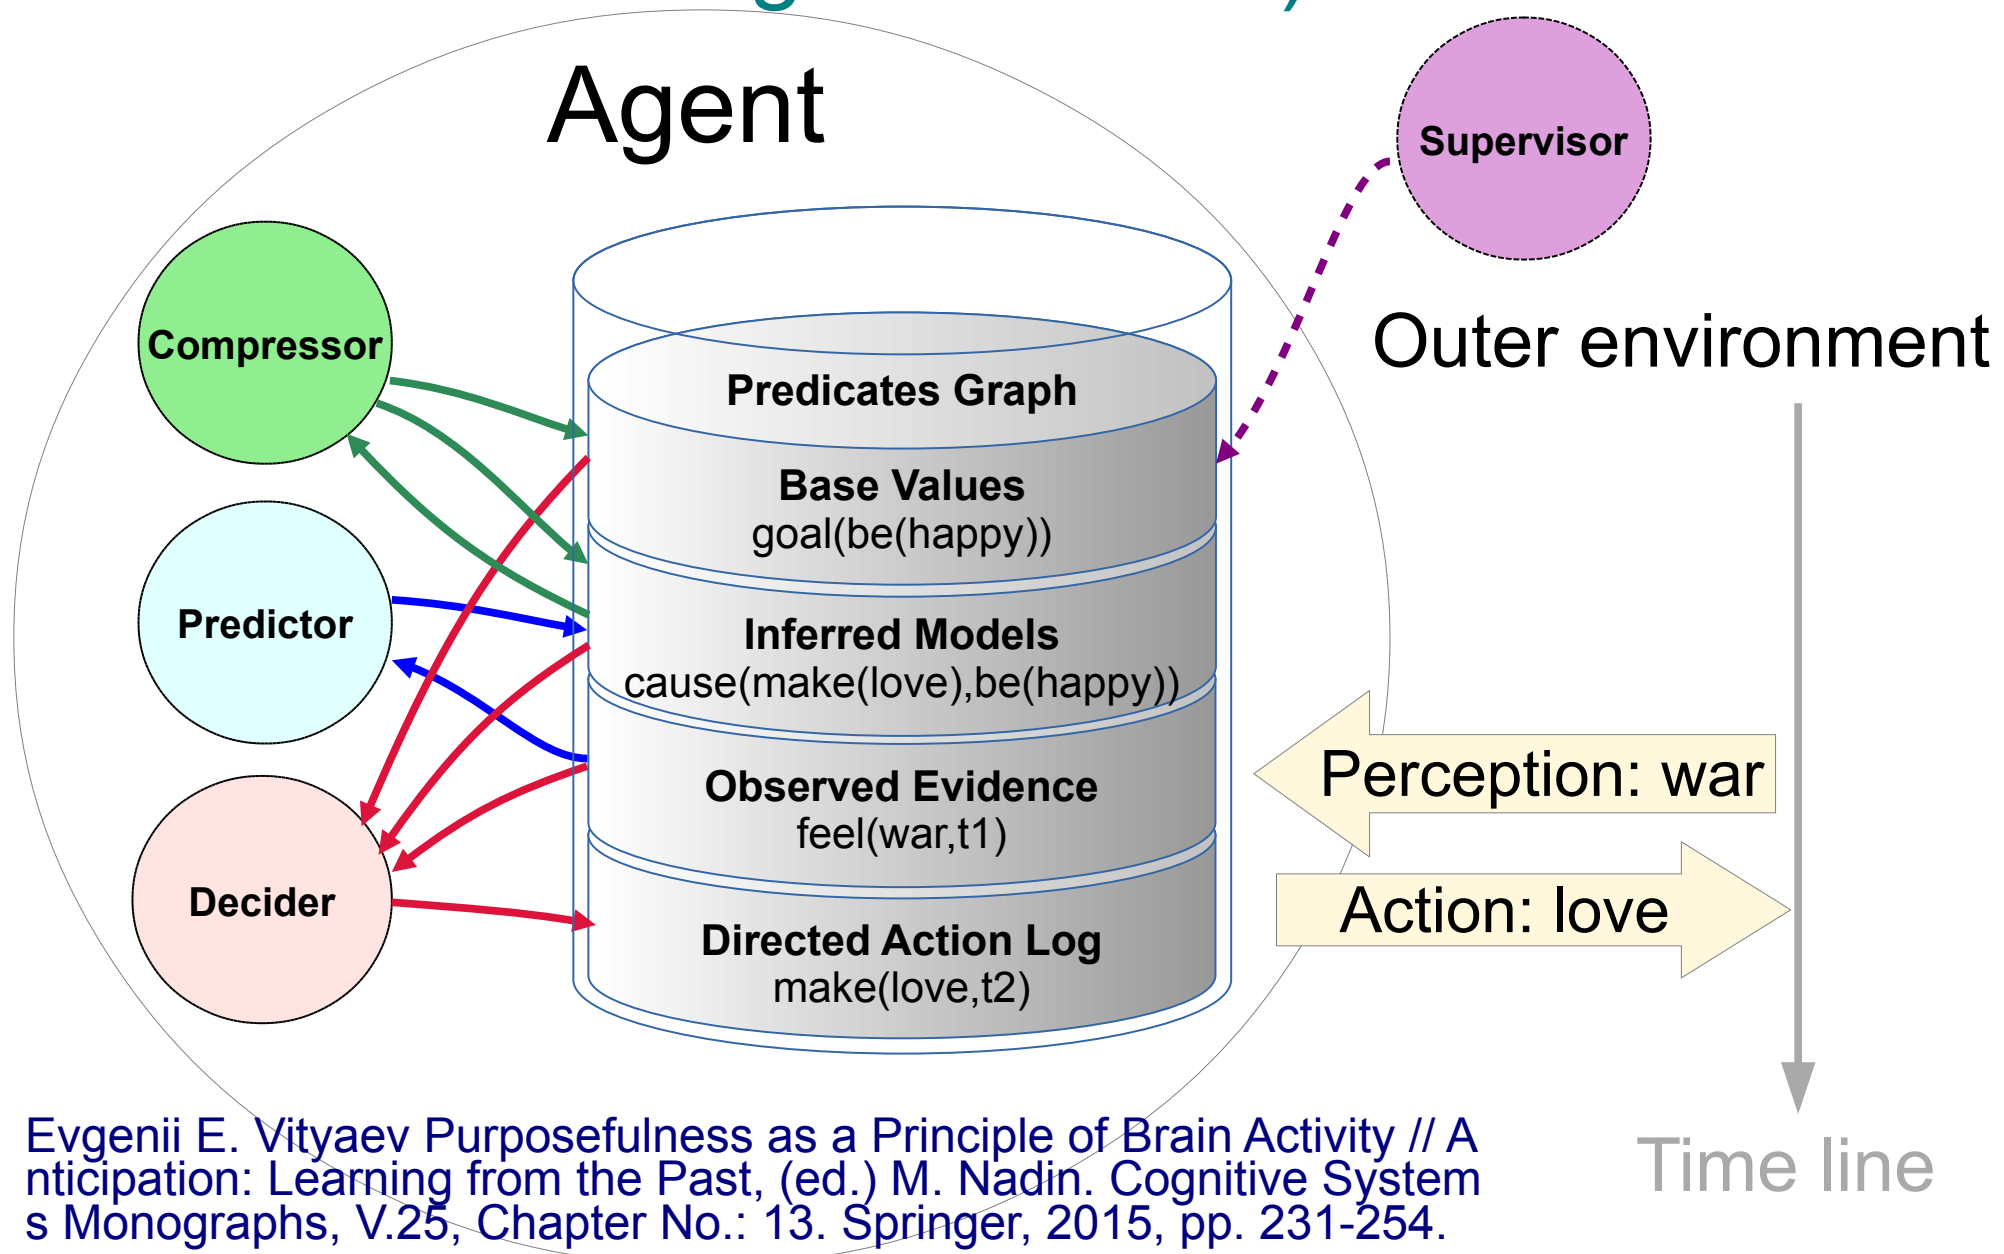 Agent
Supervisor
Outer environment
Compressor
Predictor
Decider
Predicates Graph
Base Values
goal(be(happy))
Inferred Models
cause(make(love),be(happy))
Observed Evidence
feel(war,t1)
Directed Action Log
make(love,t2)
Perception: war
Action: love
Time line
Evgenii E. Vityaev Purposefulness as a Principle of Brain Activity // A
nticipation: Learning from the Past, (ed.) M. Nadin. Cognitive System
s Monographs, V.25, Chapter No.: 13. Springer, 2015, pp. 231-254.